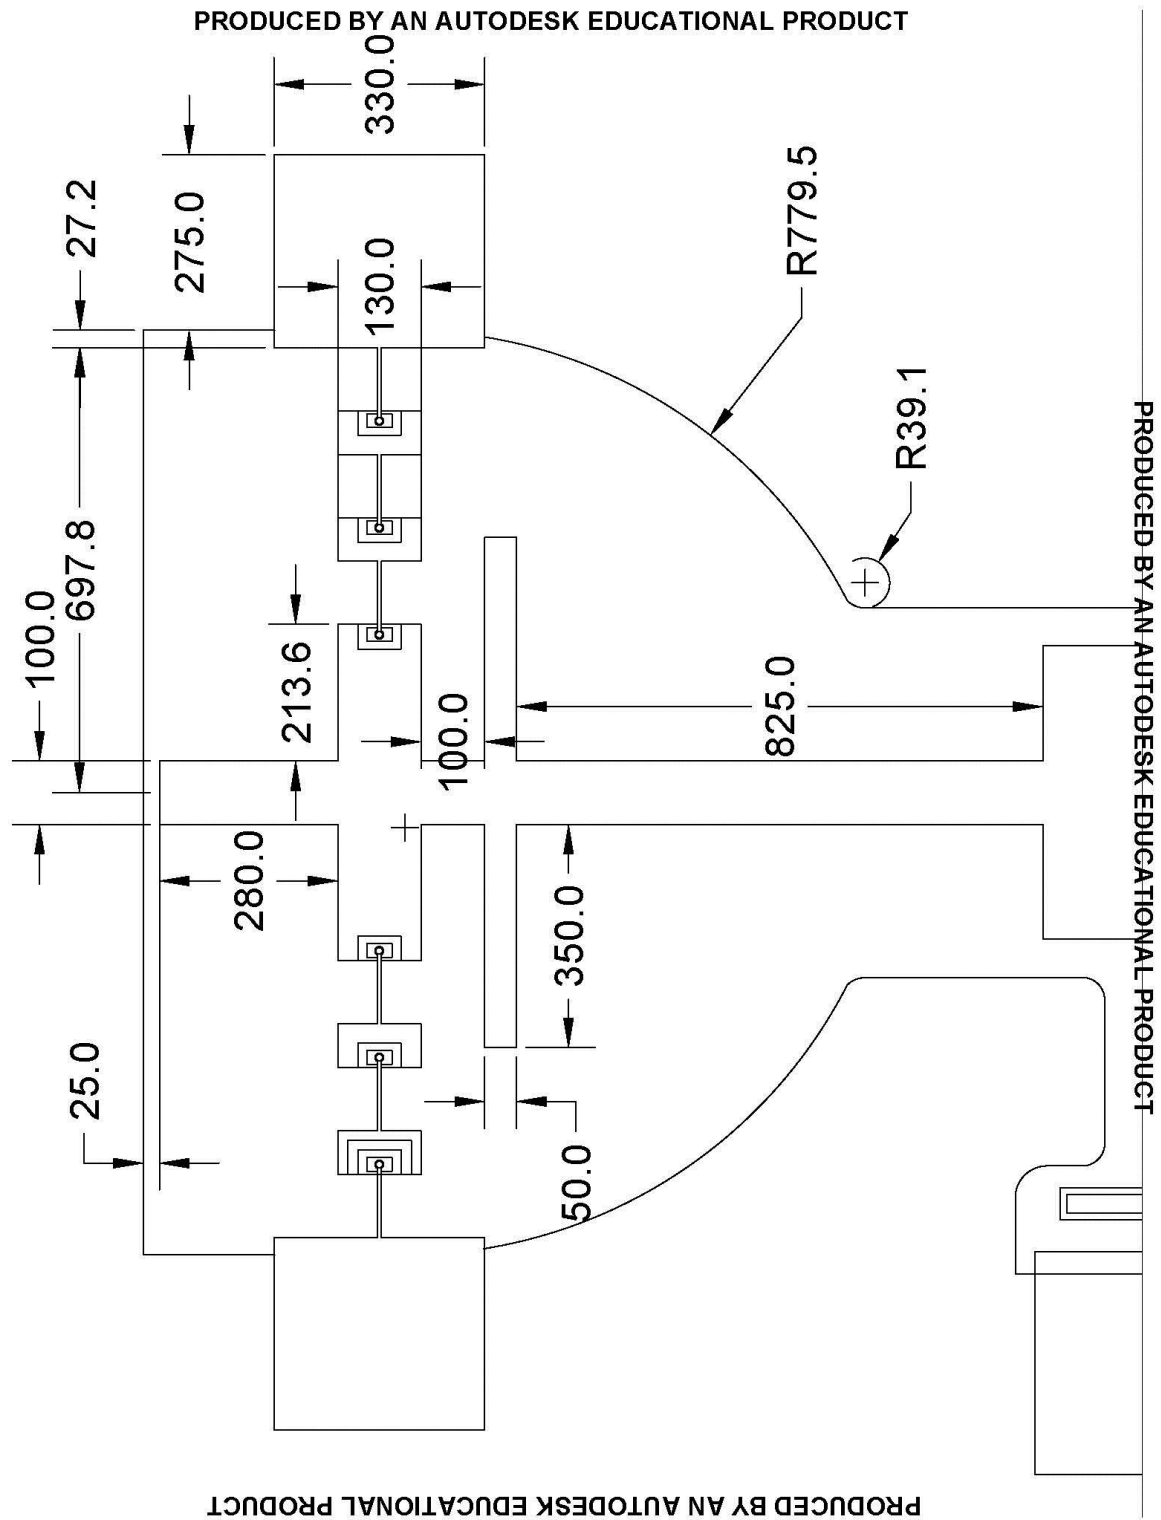 PRODUCED BY AN AUTODESK EDUCATIONAL PRODUCT
330.0
27.2
275.0
R779.5
130.0
R39.1
697.8
100.0
213.6
100.0
825.0
280.0
350.0
25.0
50.0
PRODUCED BY AN AUTODESK EDUCATIONAL PRODUCT
PRODUCED BY AN AUTODESK EDUCATIONAL PRODUCT